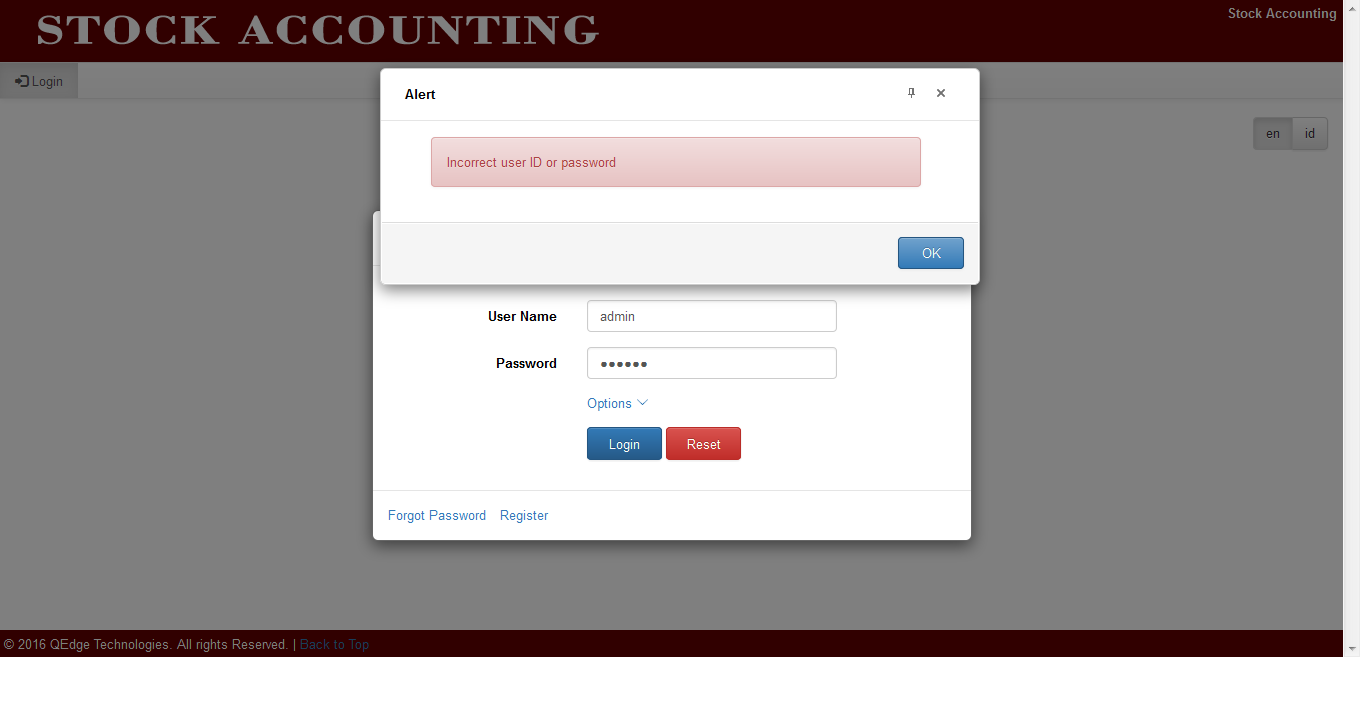 STOCK ACCOUNTING
Stock Accounting
Login
Alert
en id
Incorrect user ID or password
OK
User Name admin
Password ●●●●●●
Options
Login Reset
Forgot Password Register
© 2016 QEdge Technologies. All rights Reserved. | Back to Top